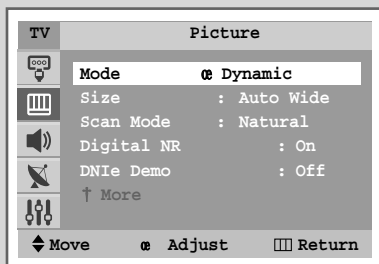 TV Picture
Mode œ Dynamic
Size : Auto Wide
Scan Mode : Natural
Digital NR : On
DNIe Demo : Off
† More
Move œ Adjust Return